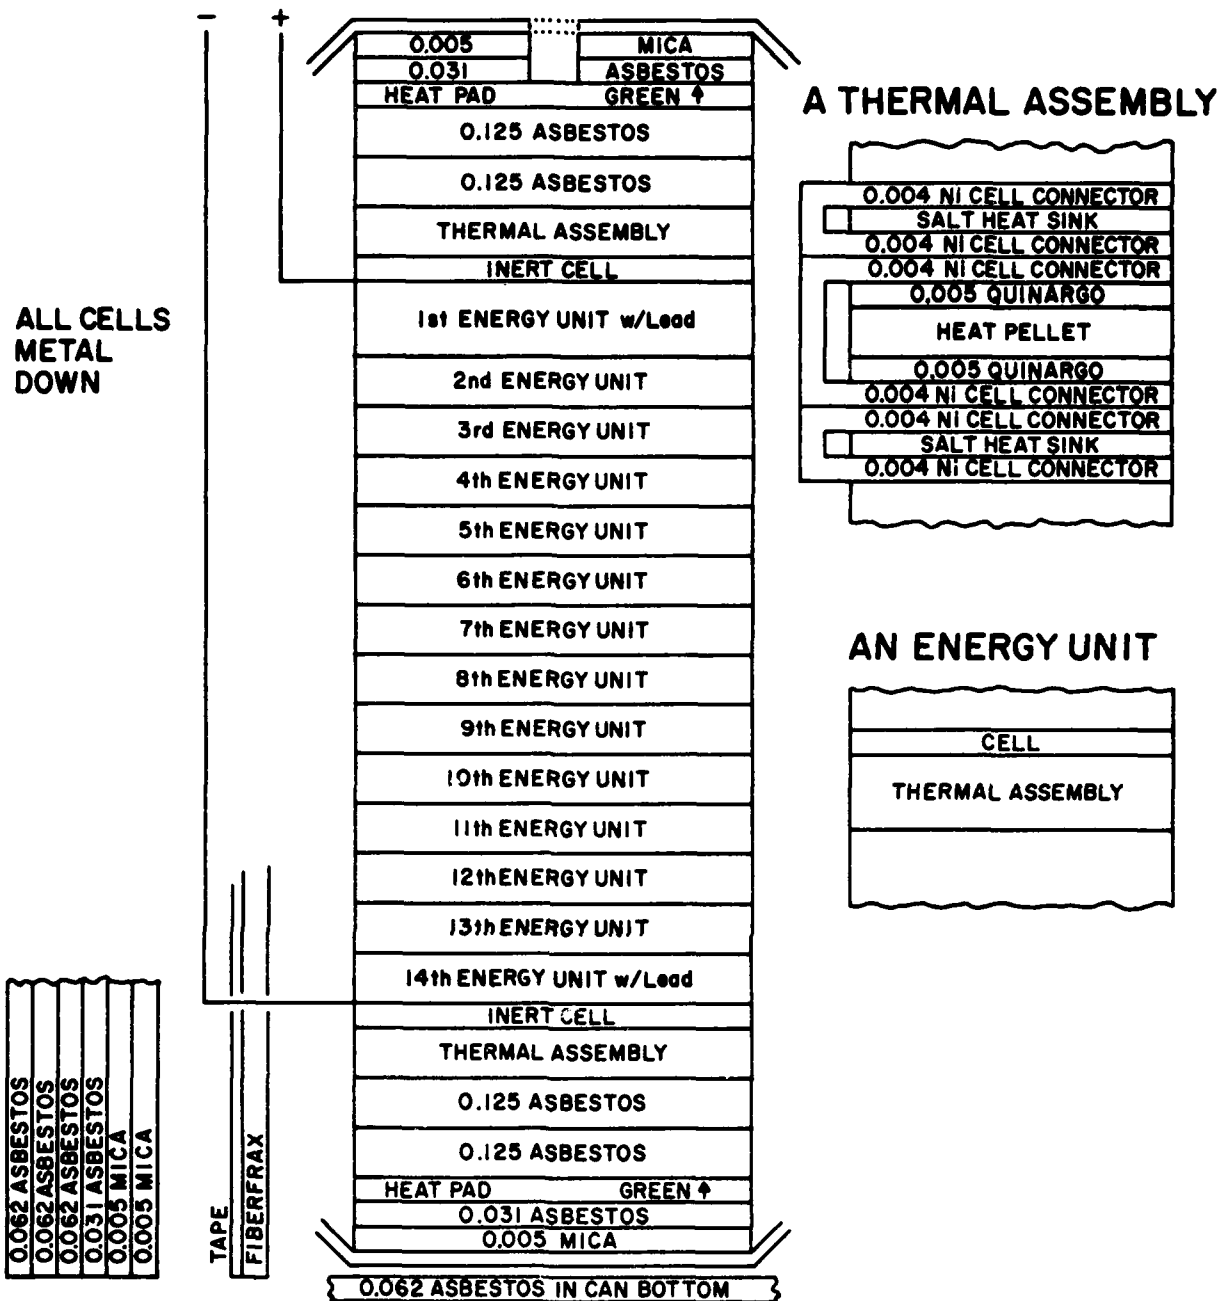 - +
0.005 MICA
0.031 ASBESTOS
HEAT PAD GREEN ↑
0.125 ASBESTOS
0.125 ASBESTOS
THERMAL ASSEMBLY
INERT CELL
1st ENERGY UNIT w/Lead
2nd ENERGY UNIT
3rd ENERGY UNIT
4th ENERGY UNIT
5th ENERGY UNIT
6th ENERGY UNIT
7th ENERGY UNIT
8th ENERGY UNIT
9th ENERGY UNIT
10th ENERGY UNIT
11th ENERGY UNIT
12th ENERGY UNIT
13th ENERGY UNIT
14th ENERGY UNIT w/Lead
INERT CELL
THERMAL ASSEMBLY
0.125 ASBESTOS
0.125 ASBESTOS
HEAT PAD GREEN ↑
0.031 ASBESTOS
0.005 MICA
0.062 ASBESTOS IN CAN BOTTOM
ALL CELLS
METAL
DOWN
0.062 ASBESTOS
0.062 ASBESTOS
0.062 ASBESTOS
0.031 ASBESTOS
0.005 MICA
0.005 MICA
TAPE
FIBERFRAX
A THERMAL ASSEMBLY
0.004 Ni CELL CONNECTOR
SALT HEAT SINK
0.004 Ni CELL CONNECTOR
0.004 Ni CELL CONNECTOR
0.005 QUINARGO
HEAT PELLET
0.005 QUINARGO
0.004 Ni CELL CONNECTOR
0.004 Ni CELL CONNECTOR
SALT HEAT SINK
0.004 Ni CELL CONNECTOR
AN ENERGY UNIT
CELL
THERMAL ASSEMBLY